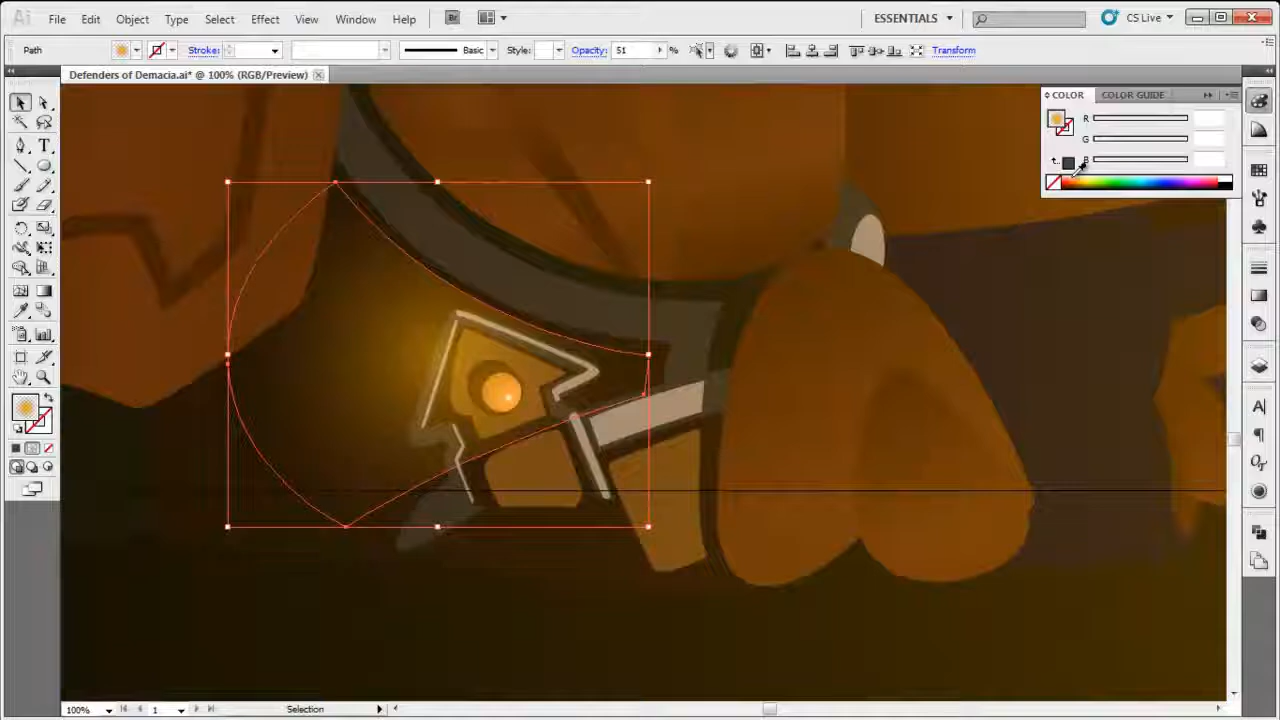 Ai File Edit Object Type Select Effect View Window Help Br ESSENTIALS CS Live
Path Stroke: Basic Style: Opacity: 51 % Transform
Defenders of Demacia.ai* @ 100% (RGB/Preview)
COLOR COLOR GUIDE
R
G
B
T
A
100% 1 Selection